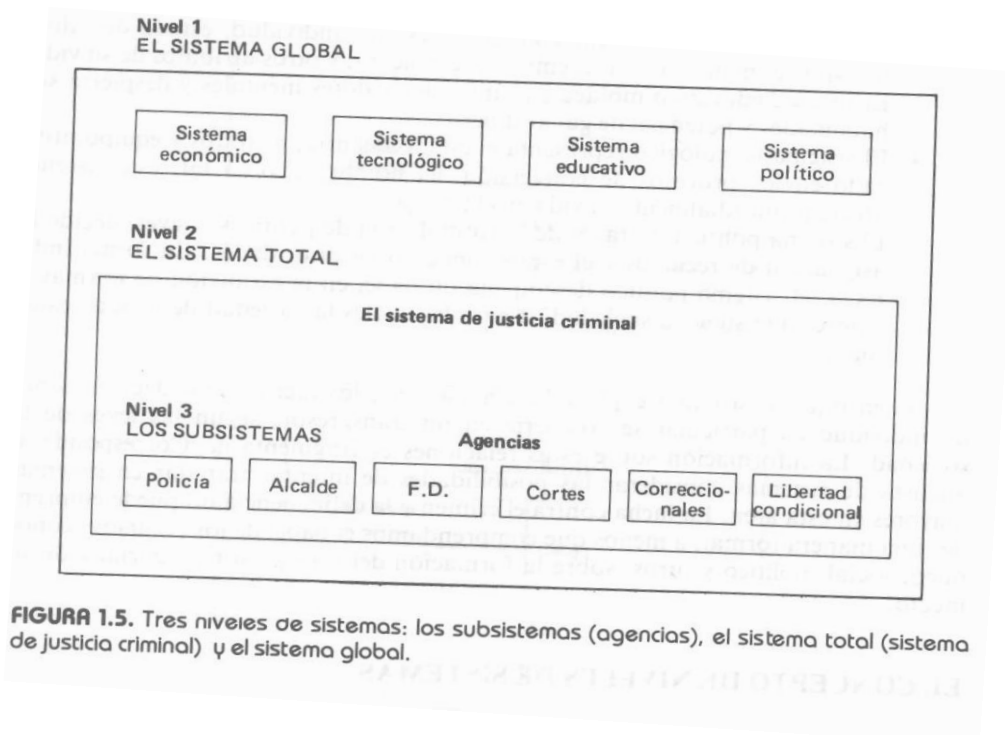 Nivel 1
EL SISTEMA GLOBAL
Sistema
económico
Sistema
tecnológico
Sistema
educativo
Sistema
político
Nivel 2
EL SISTEMA TOTAL
El sistema de justicia criminal
Nivel 3
LOS SUBSISTEMAS
Agencias
Policía
Alcalde
F.D.
Cortes
Correccio-
nales
Libertad
condicional
FIGURA 1.5. Tres niveles de sistemas: los subsistemas (agencias), el sistema total (sistema
de justicia criminal) y el sistema global.